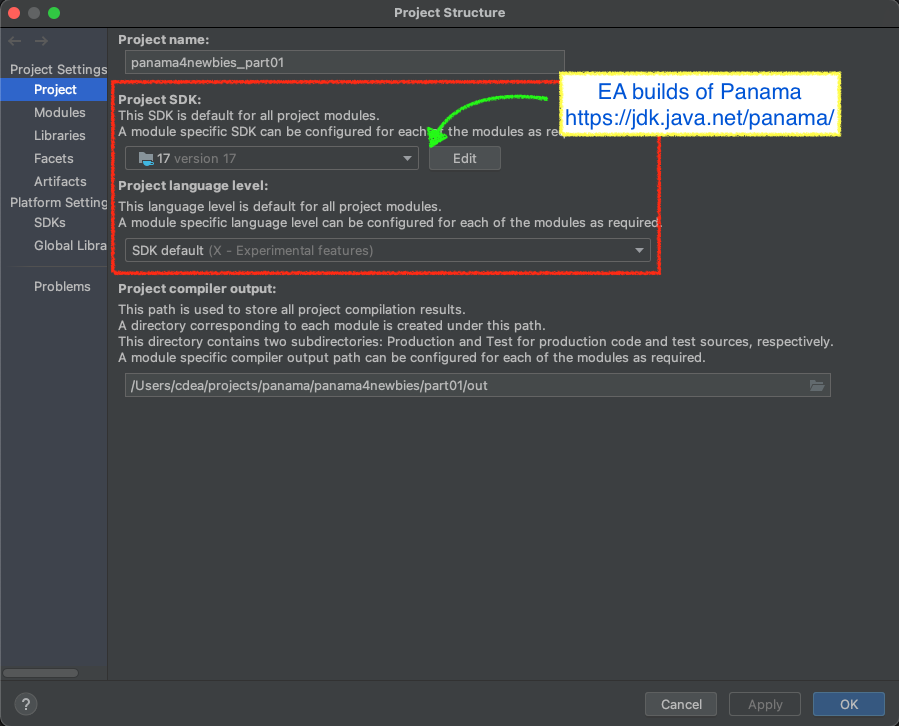 Project Structure
Project Settings
Project
Modules
Libraries
Facets
Artifacts
Platform Setting
SDKs
Global Libra
Problems
Project name:
panama4newbies_part01
Project SDK:
This SDK is default for all project modules.
A module specific SDK can be configured for each of the modules as re
17 version 17
Edit
EA builds of Panama
https://jdk.java.net/panama/
Project language level:
This language level is default for all project modules.
A module specific language level can be configured for each of the modules as required.
SDK default (X - Experimental features)
Project compiler output:
This path is used to store all project compilation results.
A directory corresponding to each module is created under this path.
This directory contains two subdirectories: Production and Test for production code and test sources, respectively.
A module specific compiler output path can be configured for each of the modules as required.
/Users/cdea/projects/panama/panama4newbies/part01/out
?
Cancel
Apply
OK